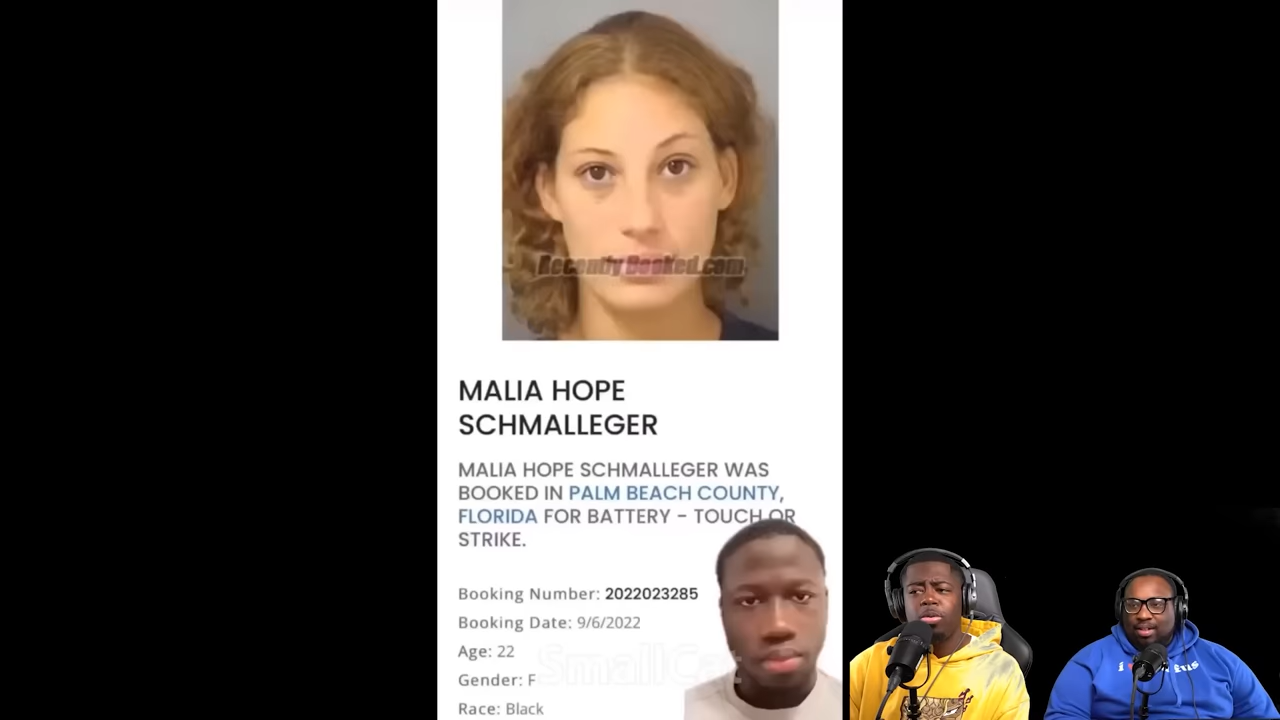 RecentlyBooked.com
MALIA HOPE
SCHMALLEGER
MALIA HOPE SCHMALLEGER WAS
BOOKED IN PALM BEACH COUNTY,
FLORIDA FOR BATTERY - TOUCH OR
STRIKE.
Booking Number: 2022023285
Booking Date: 9/6/2022
Age: 22
Gender: F
Race: Black